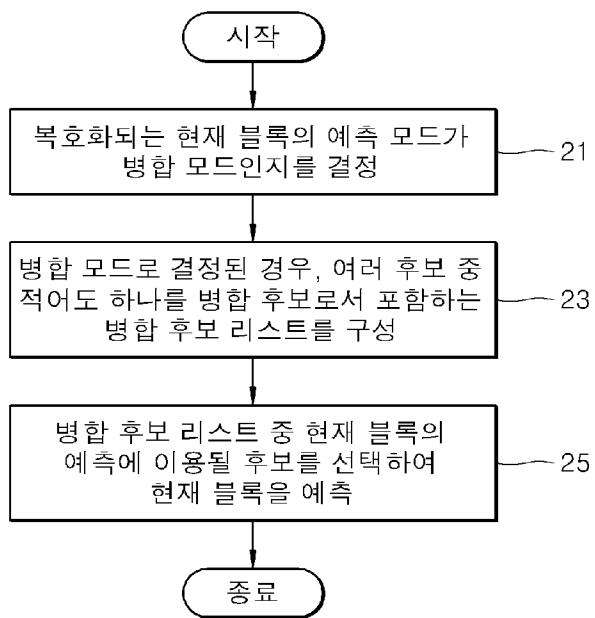 시작
복호화되는 현재 블록의 예측 모드가
병합 모드인지를 결정
21
병합 모드로 결정된 경우, 여러 후보 중
적어도 하나를 병합 후보로서 포함하는
병합 후보 리스트를 구성
23
병합 후보 리스트 중 현재 블록의
예측에 이용될 후보를 선택하여
현재 블록을 예측
25
종료